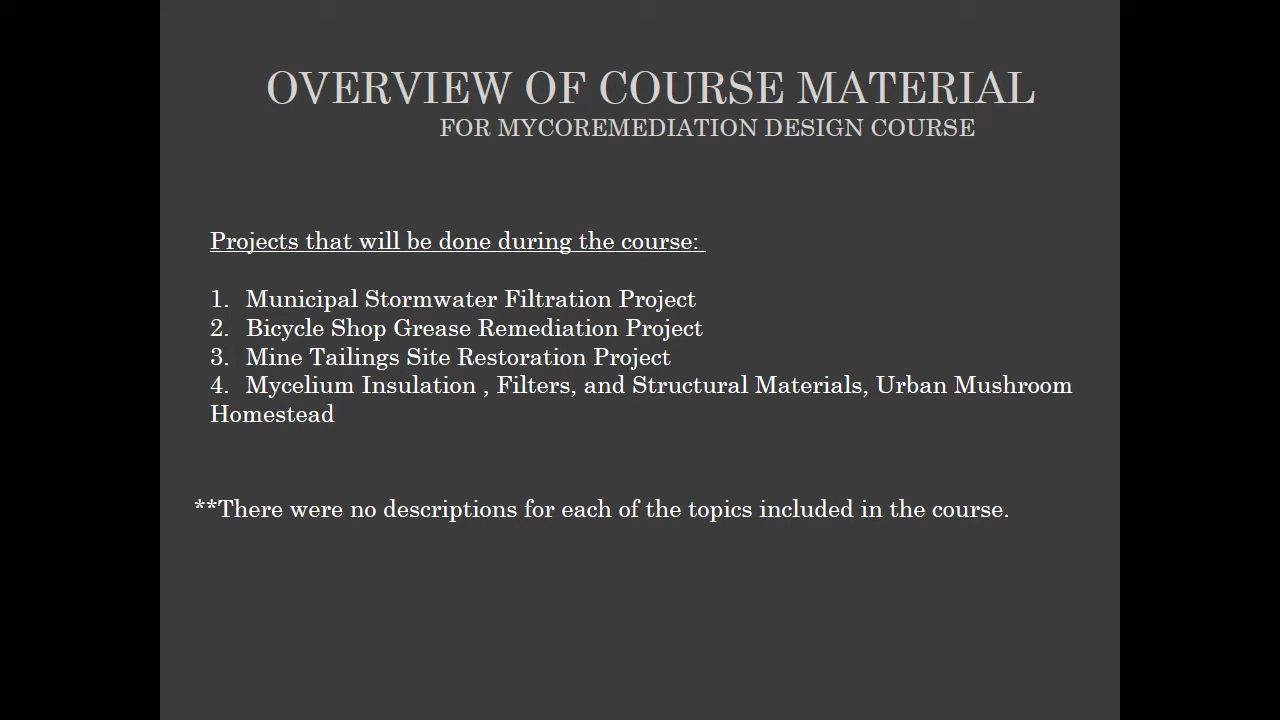 OVERVIEW OF COURSE MATERIAL
FOR MYCOREMEDIATION DESIGN COURSE
Projects that will be done during the course:
1. Municipal Stormwater Filtration Project
2. Bicycle Shop Grease Remediation Project
3. Mine Tailings Site Restoration Project
4. Mycelium Insulation , Filters, and Structural Materials, Urban Mushroom
Homestead
**There were no descriptions for each of the topics included in the course.